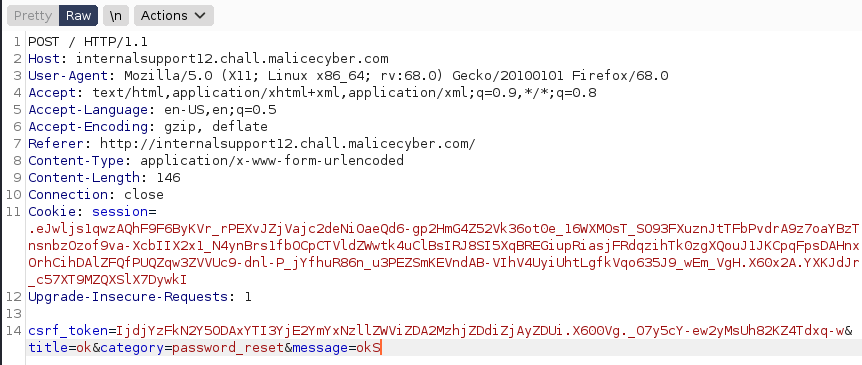 Pretty Raw \n Actions
1 POST / HTTP/1.1
2 Host: internalsupport12.chall.malicecyber.com
3 User-Agent: Mozilla/5.0 (X11; Linux x86_64; rv:68.0) Gecko/20100101 Firefox/68.0
4 Accept: text/html,application/xhtml+xml,application/xml;q=0.9,*/*;q=0.8
5 Accept-Language: en-US,en;q=0.5
6 Accept-Encoding: gzip, deflate
7 Referer: http://internalsupport12.chall.malicecyber.com/
8 Content-Type: application/x-www-form-urlencoded
9 Content-Length: 146
10 Connection: close
11 Cookie: session=
.eJwljs1qwzAQhF9F6ByKVr_rPEXvJZjVajc2deNiOaeQd6-gp2HmG4Z52Vk36ot0e_16WXMOsT_SO93FXuznJtTFbPvdrA9z7oaYBzT
nsnbzOzof9va-XcbIIX2x1_N4ynBrs1fbOCpCTVldZWwtk4uClBsIRJ8SI5XqBREGiupRiasjFRdqzihTk0zgXQouJ1JKCpqFpsDAHnx
OrhCihDAlZFQfPUQZqw3ZVVUc9-dnl-P_jYfhuR86n_u3PEZSmKEVndAB-VIhV4UyiUhtLgfkVqo635J9_wEm_VgH.X60x2A.YXKJdJr
_c57XT9MZQXSlX7DywkI
12 Upgrade-Insecure-Requests: 1
13
14 csrf_token=IjdjYzFkN2Y5ODAxYTI3YjE2YmYxNzllZWViZDA2MzhjZDdiZjAyZDUi.X600Vg._O7y5cY-ew2yMsUh82KZ4Tdxq-w&
title=ok&category=password_reset&message=okS